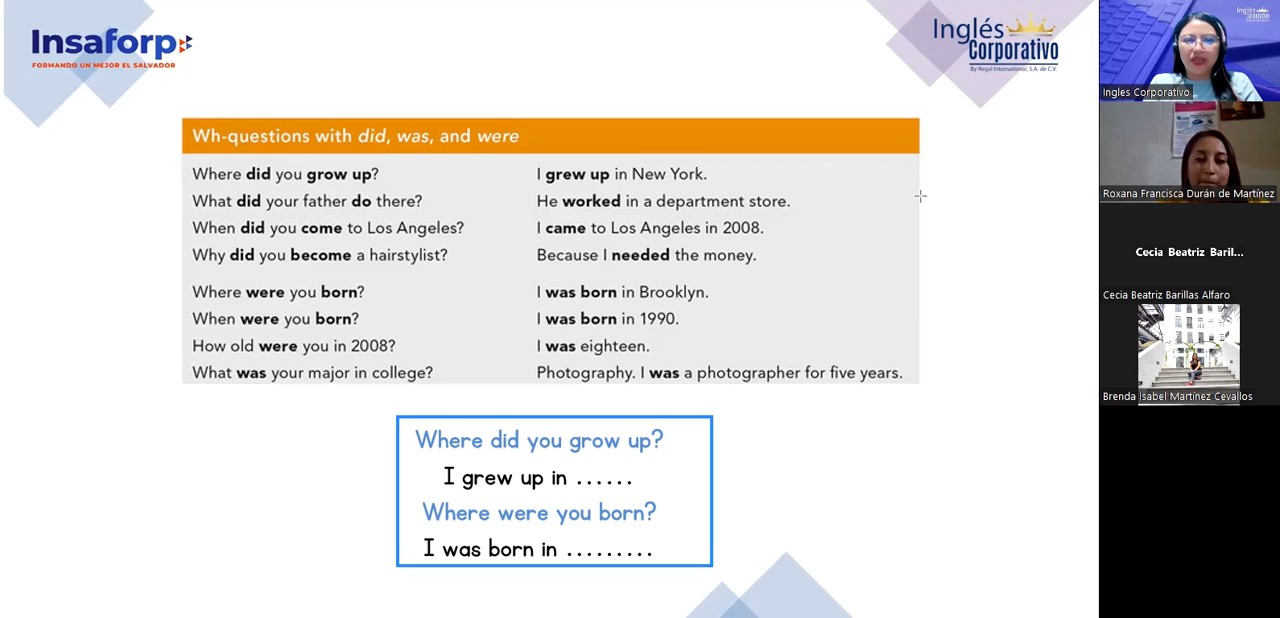 Insaforp
FORMANDO UN MEJOR EL SALVADOR
Inglés
Corporativo
By Regal International, S.A. de C.V.
Wh-questions with did, was, and were
Where did you grow up? I grew up in New York.
What did your father do there? He worked in a department store.
When did you come to Los Angeles? I came to Los Angeles in 2008.
Why did you become a hairstylist? Because I needed the money.
Where were you born? I was born in Brooklyn.
When were you born? I was born in 1990.
How old were you in 2008? I was eighteen.
What was your major in college? Photography. I was a photographer for five years.
Where did you grow up?
I grew up in ......
Where were you born?
I was born in .........
Inglés
Ingles Corporativo
Roxana Francisca Durán de Martínez
Cecia Beatriz Baril...
Cecia Beatriz Barillas Alfaro
Brenda Isabel Martínez Cevallos